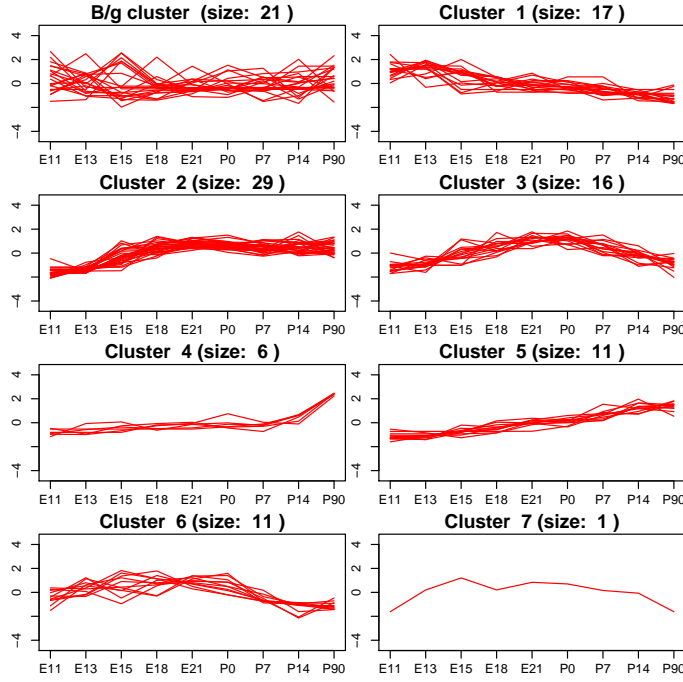 B/g cluster (size: 21 )
Cluster 1 (size: 17 )
4
2
0
-4
E11 E13 E15 E18 E21 P0 P7 P14 P90
4
2
0
-4
E11 E13 E15 E18 E21 P0 P7 P14 P90
Cluster 2 (size: 29 )
Cluster 3 (size: 16 )
4
2
0
-4
E11 E13 E15 E18 E21 P0 P7 P14 P90
4
2
0
-4
E11 E13 E15 E18 E21 P0 P7 P14 P90
Cluster 4 (size: 6 )
Cluster 5 (size: 11 )
4
2
0
-4
E11 E13 E15 E18 E21 P0 P7 P14 P90
4
2
0
-4
E11 E13 E15 E18 E21 P0 P7 P14 P90
Cluster 6 (size: 11 )
Cluster 7 (size: 1 )
4
2
0
-4
E11 E13 E15 E18 E21 P0 P7 P14 P90
4
2
0
-4
E11 E13 E15 E18 E21 P0 P7 P14 P90